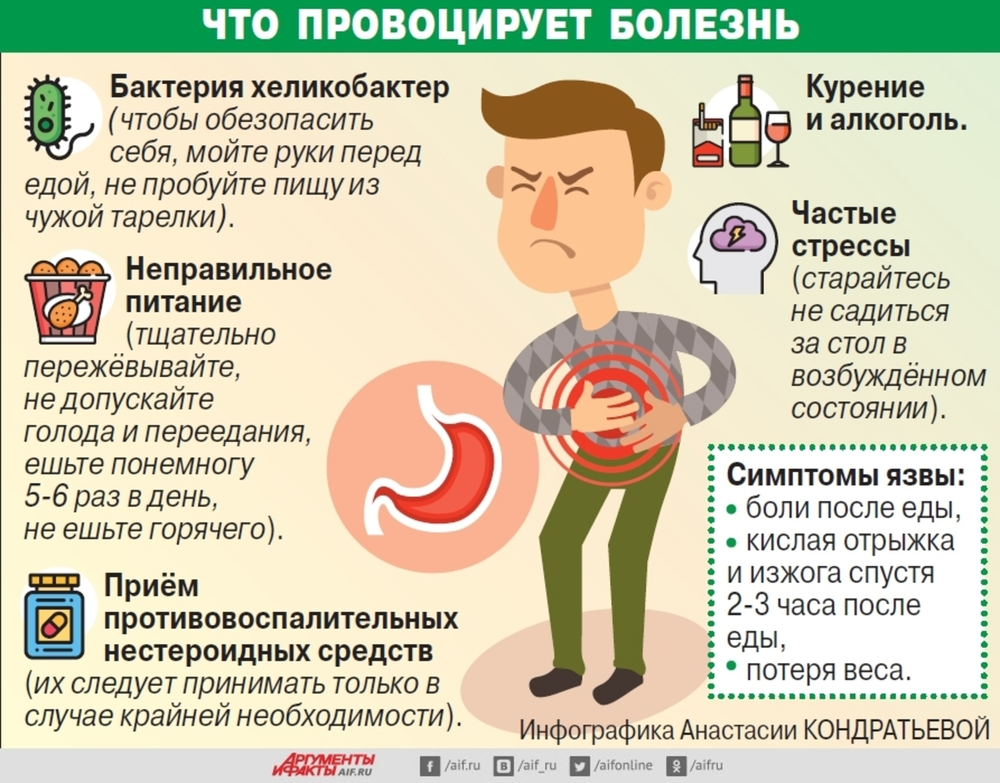 ЧТО ПРОВОЦИРУЕТ БОЛЕЗНЬ
Бактерия хеликобактер
(чтобы обезопасить
себя, мойте руки перед
едой, не пробуйте пищу из
чужой тарелки).
Неправильное
питание
(тщательно
пережёвывайте,
не допускайте
голода и переедания,
ешьте понемногу
5-6 раз в день,
не ешьте горячего).
Приём
противовоспалительных
нестероидных средств
(их следует принимать только в
случае крайней необходимости).
Курение
и алкоголь.
Частые
стрессы
(старайтесь
не садиться
за стол в
возбуждённом
состоянии).
Симптомы язвы:
• боли после еды,
• кислая отрыжка
и изжога спустя
2-3 часа после
еды,
• потеря веса.
Инфографика Анастасии КОНДРАТЬЕВОЙ
АРГУМЕНТЫ
И ФАКТЫ AIF.RU
f /aif.ru
B /aif_ru
/aifonline
/aifru